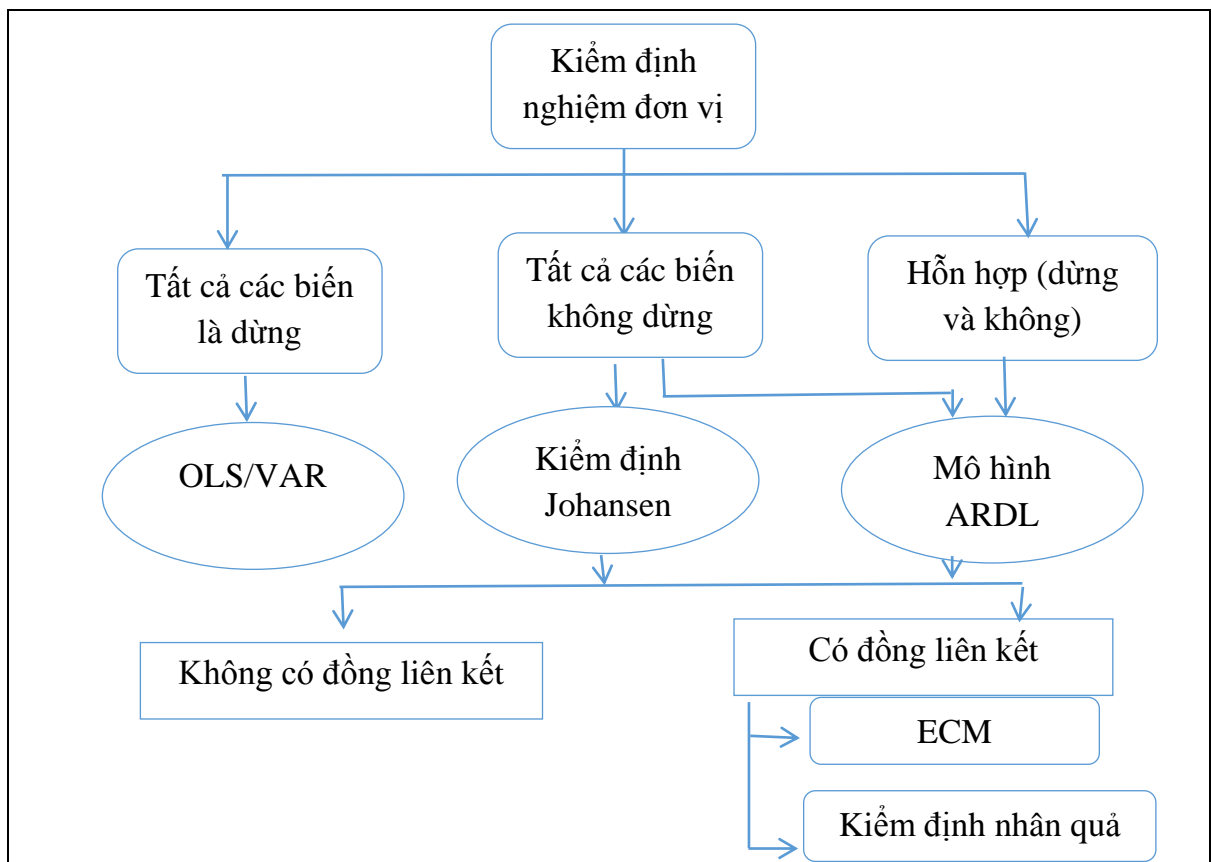 Kiểm định
nghiệm đơn vị
Tất cả các biến
là dừng
Tất cả các biến
không dừng
Hỗn hợp (dừng
và không)
OLS/VAR
Kiểm định
Johansen
Mô hình
ARDL
Không có đồng liên kết
Có đồng liên kết
ECM
Kiểm định nhân quả